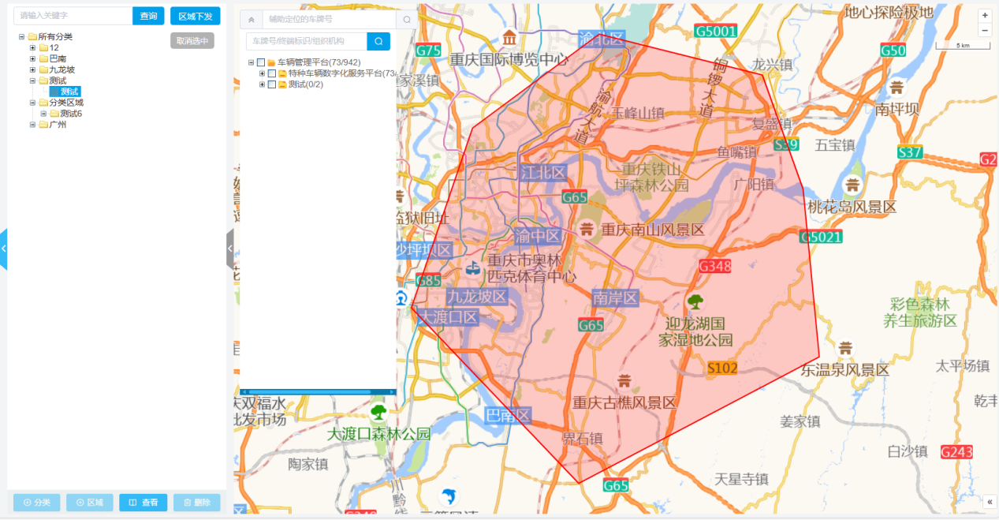 请输入关键字
查询
区域下发
取消选中
所有分类
12
巴南
九龙坡
测试
测试
分类区域
测试6
广州
分类
区域
查看
删除
辅助定位的车牌号
车牌号/终端标识/组织机构
车辆管理平台(73/942)
特种车辆数字化服务平台(73/
测试(0/2)
地心探险极地
渝北区
G5001
G75
G50
重庆国际博览中心
5 km
龙兴镇
家溪镇
铜锣大道
南坪坝
渝航大道
玉峰山镇
复盛镇
S39
五宝镇
S37
鱼嘴镇
G2
江北区
重庆铁山
坪森林公园
广阳镇
G65
桃花岛风景区
监狱旧址
重庆南山风景区
渝中区
G5021
沙坪坝区
重庆市奥林
匹克体育中心
G348
G85
九龙坡区
南岸区
彩色森林
养生旅游区
大渡口区
G65
迎龙湖国
家湿地公园
S102
东温泉风景区
太平场镇
重庆古樵风景区
庆双福水
批发市场
巴南区
乾丰
姜家镇
大渡口森林公园
界石镇
白沙镇
G243
陶家镇
天星寺镇
G65
川黔线